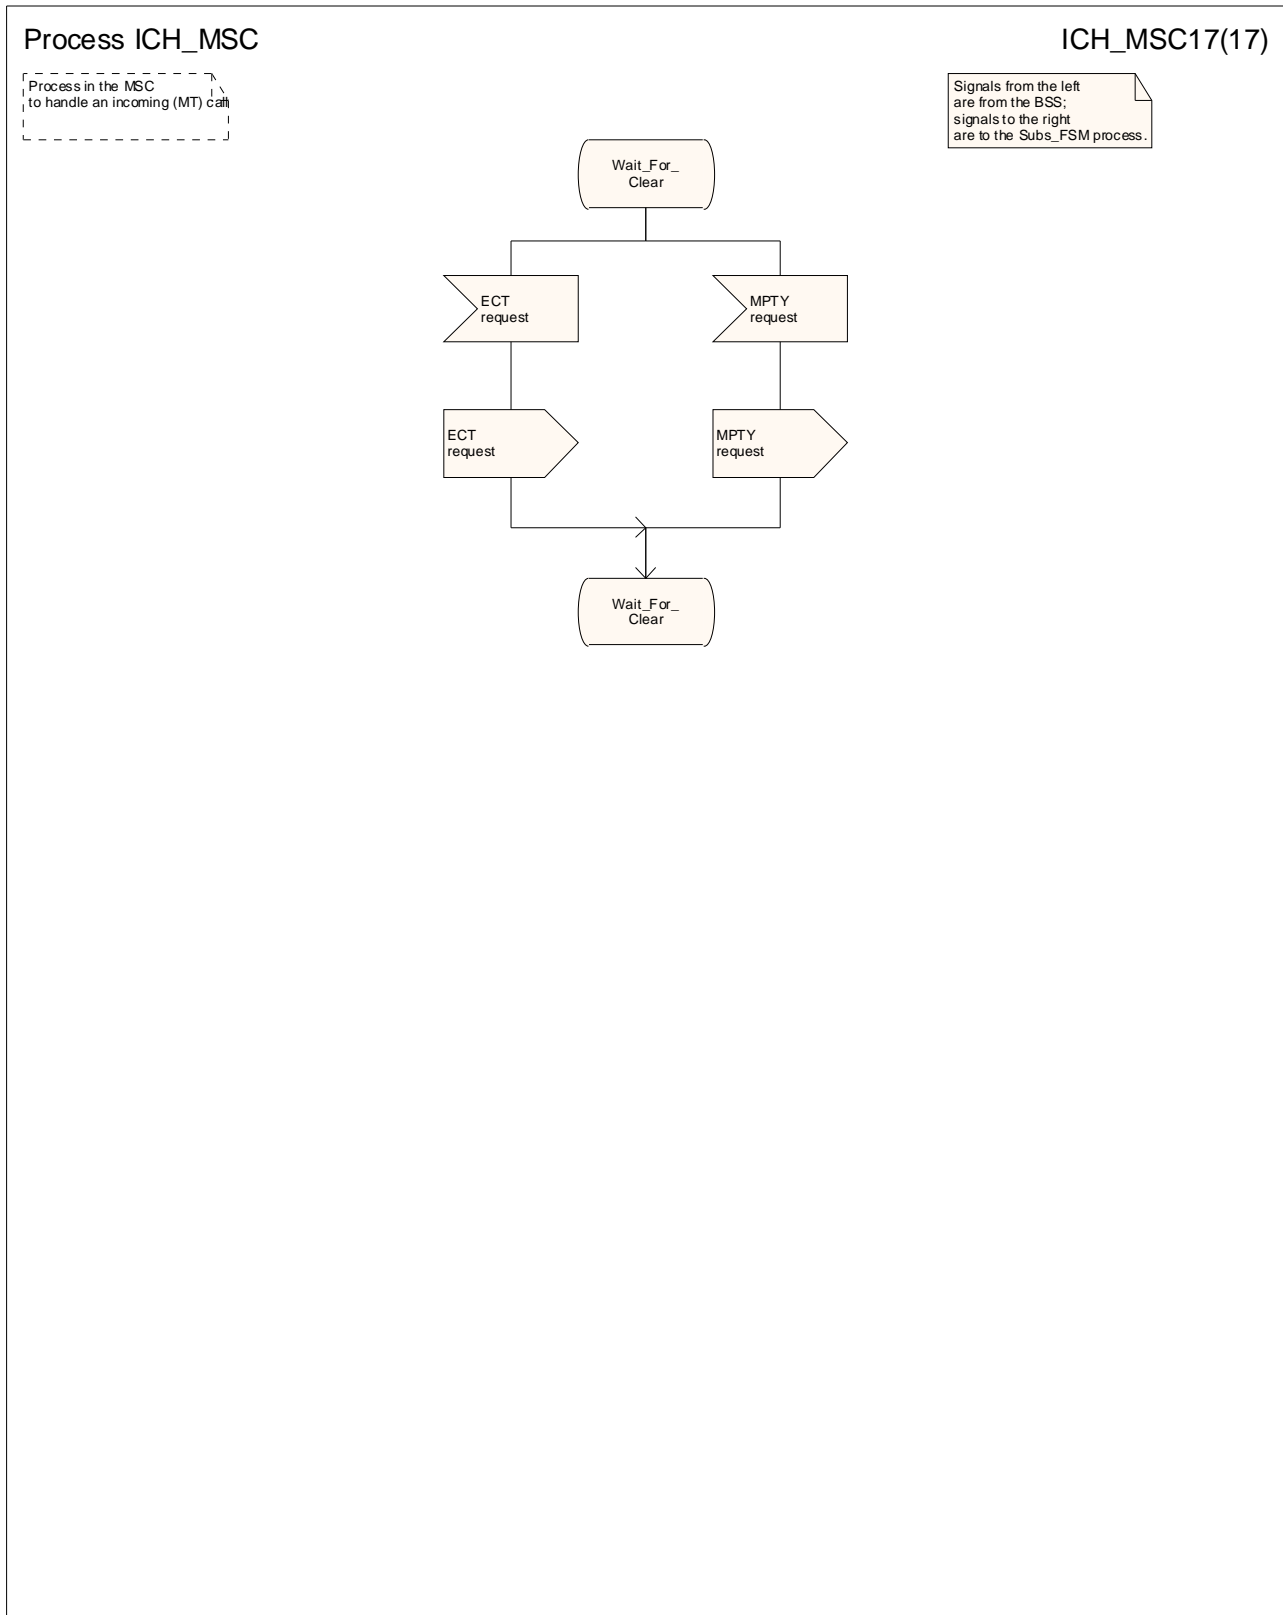 Process ICH_MSC
ICH_MSC17(17)
Process in the MSC
to handle an incoming (MT) call
Signals from the left
are from the BSS;
signals to the right
are to the Subs_FSM process.
Wait_For_
Clear
ECT
request
MPTY
request
ECT
request
MPTY
request
Wait_For_
Clear